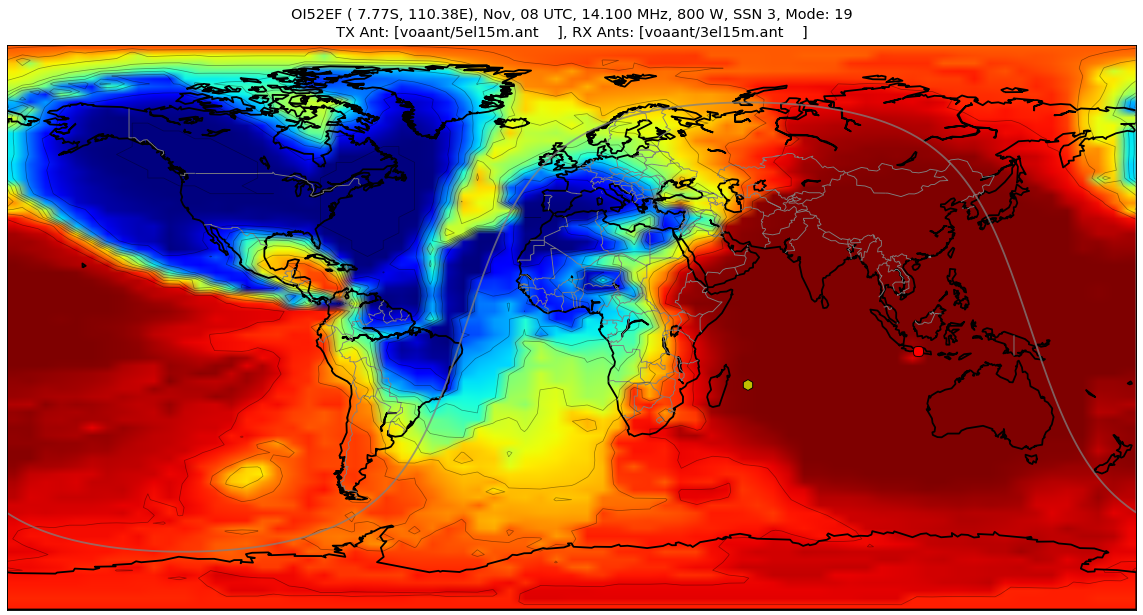 OI52EF ( 7.77S, 110.38E), Nov, 08 UTC, 14.100 MHz, 800 W, SSN 3, Mode: 19
TX Ant: [voaant/5el15m.ant    ], RX Ants: [voaant/3el15m.ant    ]